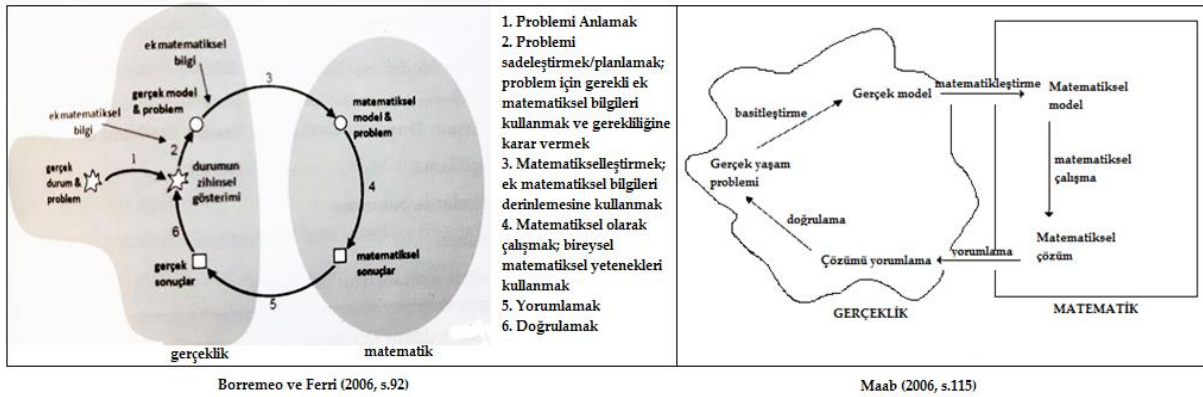 ek matematiksel
bilgi
3
gerçek model
& problem
ek matematiksel
bilgi
matematiksel
model & problem
2
1
gerçek
durum &
problem
durumun
zihinsel
gösterimi
4
6
gerçek
sonuçlar
matematiksel
sonuçlar
5
gerçeklik
matematik
1. Problemi Anlamak
2. Problemi
sadeleştirmek/planlamak;
problem için gerekli ek
matematiksel bilgileri
kullanmak ve gerekliliğine
karar vermek
3. Matematikselleştirmek;
ek matematiksel bilgileri
derinlemesine kullanmak
4. Matematiksel olarak
çalışmak; bireysel
matematiksel yetenekleri
kullanmak
5. Yorumlamak
6. Doğrulamak
Gerçek model
matematikleştirme
Matematiksel
model
basitleştirme
Gerçek yaşam
problemi
matematiksel
çalışma
doğrulama
Çözümü yorumlama
yorumlama
Matematiksel
çözüm
GERÇEKLİK
MATEMATİK
Borremeo ve Ferri (2006, s.92)
Maab (2006, s.115)